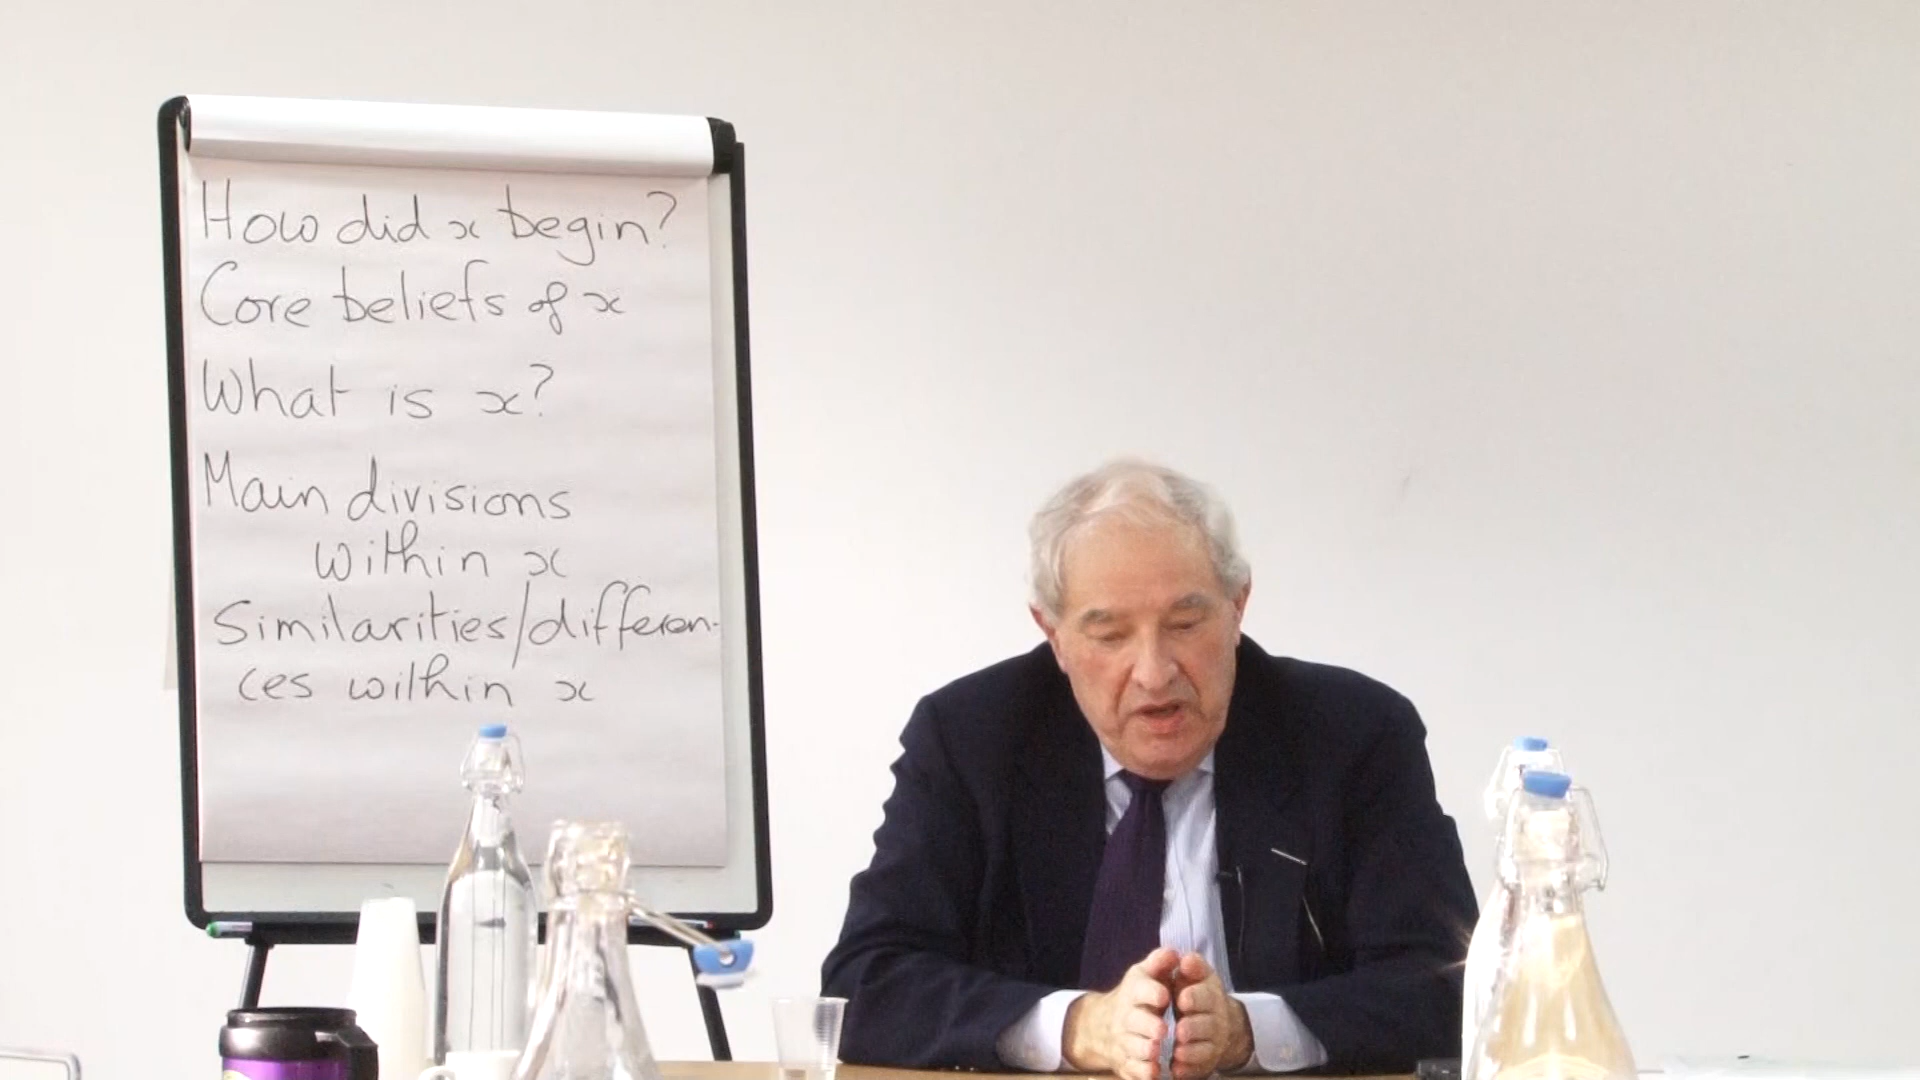 How did x begin?
Core beliefs of x
What is x?
Main divisions
within x
Similarities/differen-
ces within x